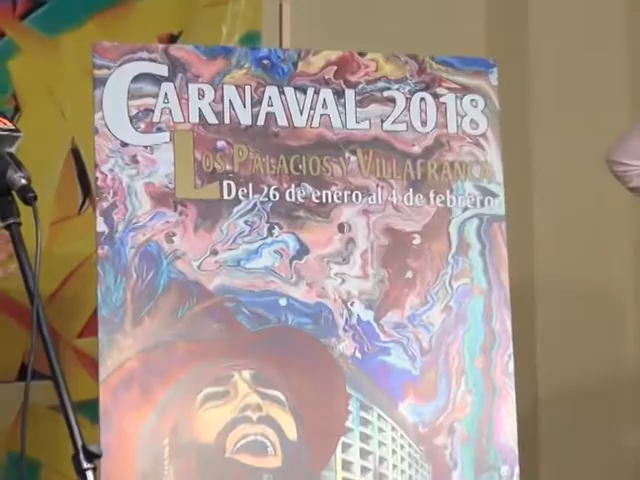 CARNAVAL 2018
LOS PALACIOS Y VILLAFRANCA
Del 26 de enero al 4 de febrero